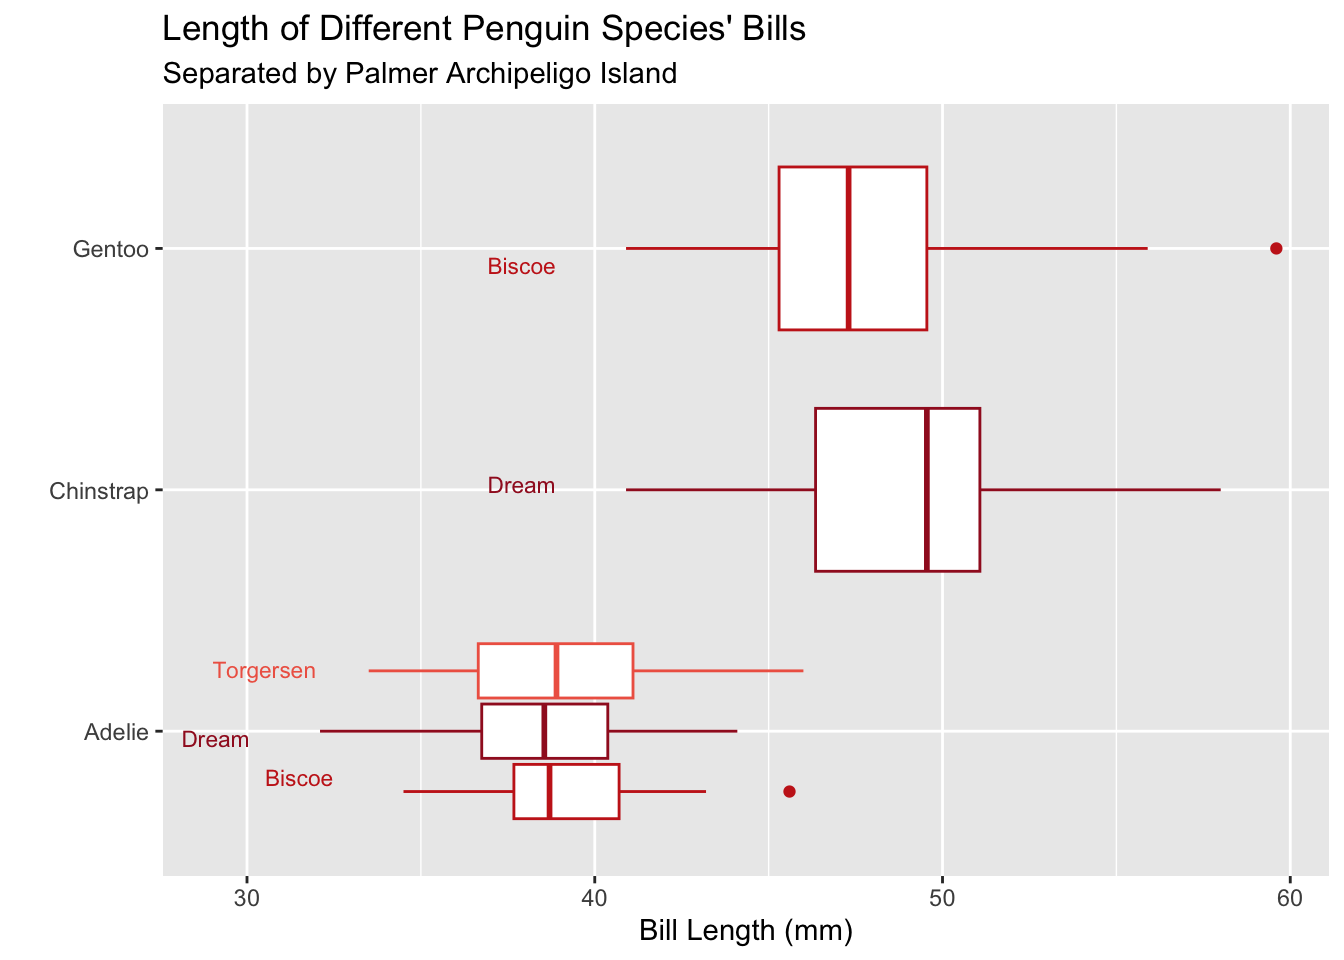 Length of Different Penguin Species' Bills
Separated by Palmer Archipeligo Island
Gentoo
Biscoe
Chinstrap
Dream
Torgersen
Adelie
Dream
Biscoe
30 40 50 60
Bill Length (mm)